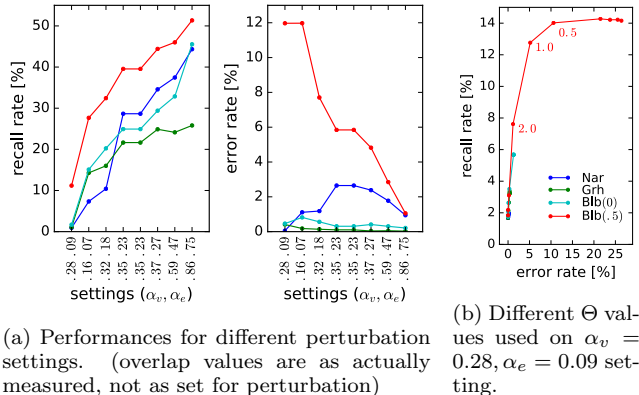 recall rate [%]
50
40
30
20
10
0
.28 .09
.16 .07
.32 .18
.35 .23
.35 .23
.37 .27
.59 .47
.86 .75
settings (αv, αe)
error rate [%]
12
10
8
6
4
2
0
.28 .09
.16 .07
.32 .18
.35 .23
.35 .23
.37 .27
.59 .47
.86 .75
settings (αv, αe)
recall rate [%]
14
12
10
8
6
4
2
0
0.5
1.0
2.0
Nar
Grh
Blb(0)
Blb(.5)
0 5 10 15 20 25
error rate [%]
(a) Performances for different perturbation
settings. (overlap values are as actually
measured, not as set for perturbation)
(b) Different Θ val-
ues used on αv =
0.28, αe = 0.09 set-
ting.